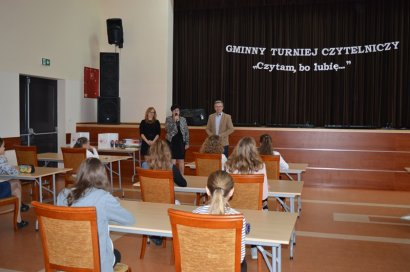 GMINNY TURNIEJ CZYTELNICZY
„Czytam, bo lubię..."